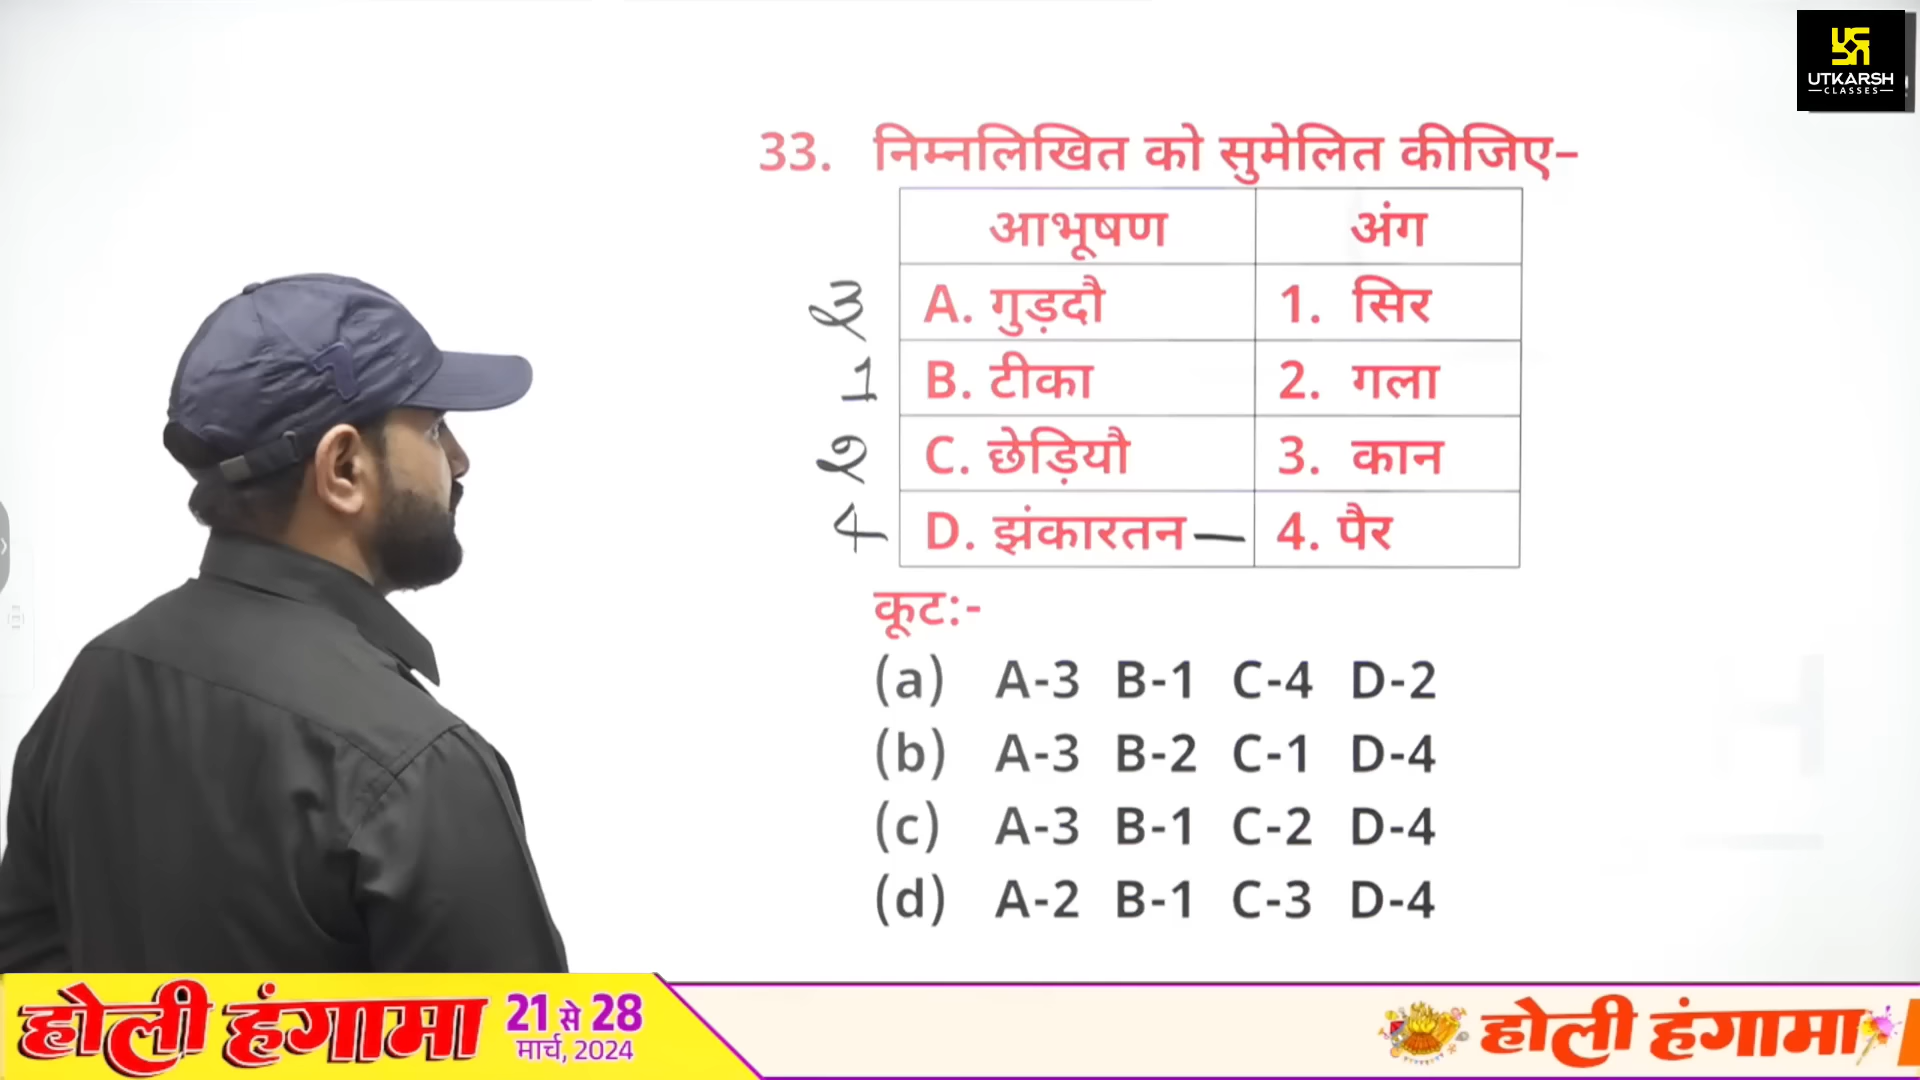 UTKARSH
CLASSES
33. निम्नलिखित को सुमेलित कीजिए–
आभूषण अंग
3 A. गुड़दौ 1. सिर
1 B. टीका 2. गला
2 C. छेड़ियौ 3. कान
4 D. झंकारतन — 4. पैर
कूट:-
(a) A-3 B-1 C-4 D-2
(b) A-3 B-2 C-1 D-4
(c) A-3 B-1 C-2 D-4
(d) A-2 B-1 C-3 D-4
होली हंगामा 21 से 28 मार्च, 2024
होली हंगामा